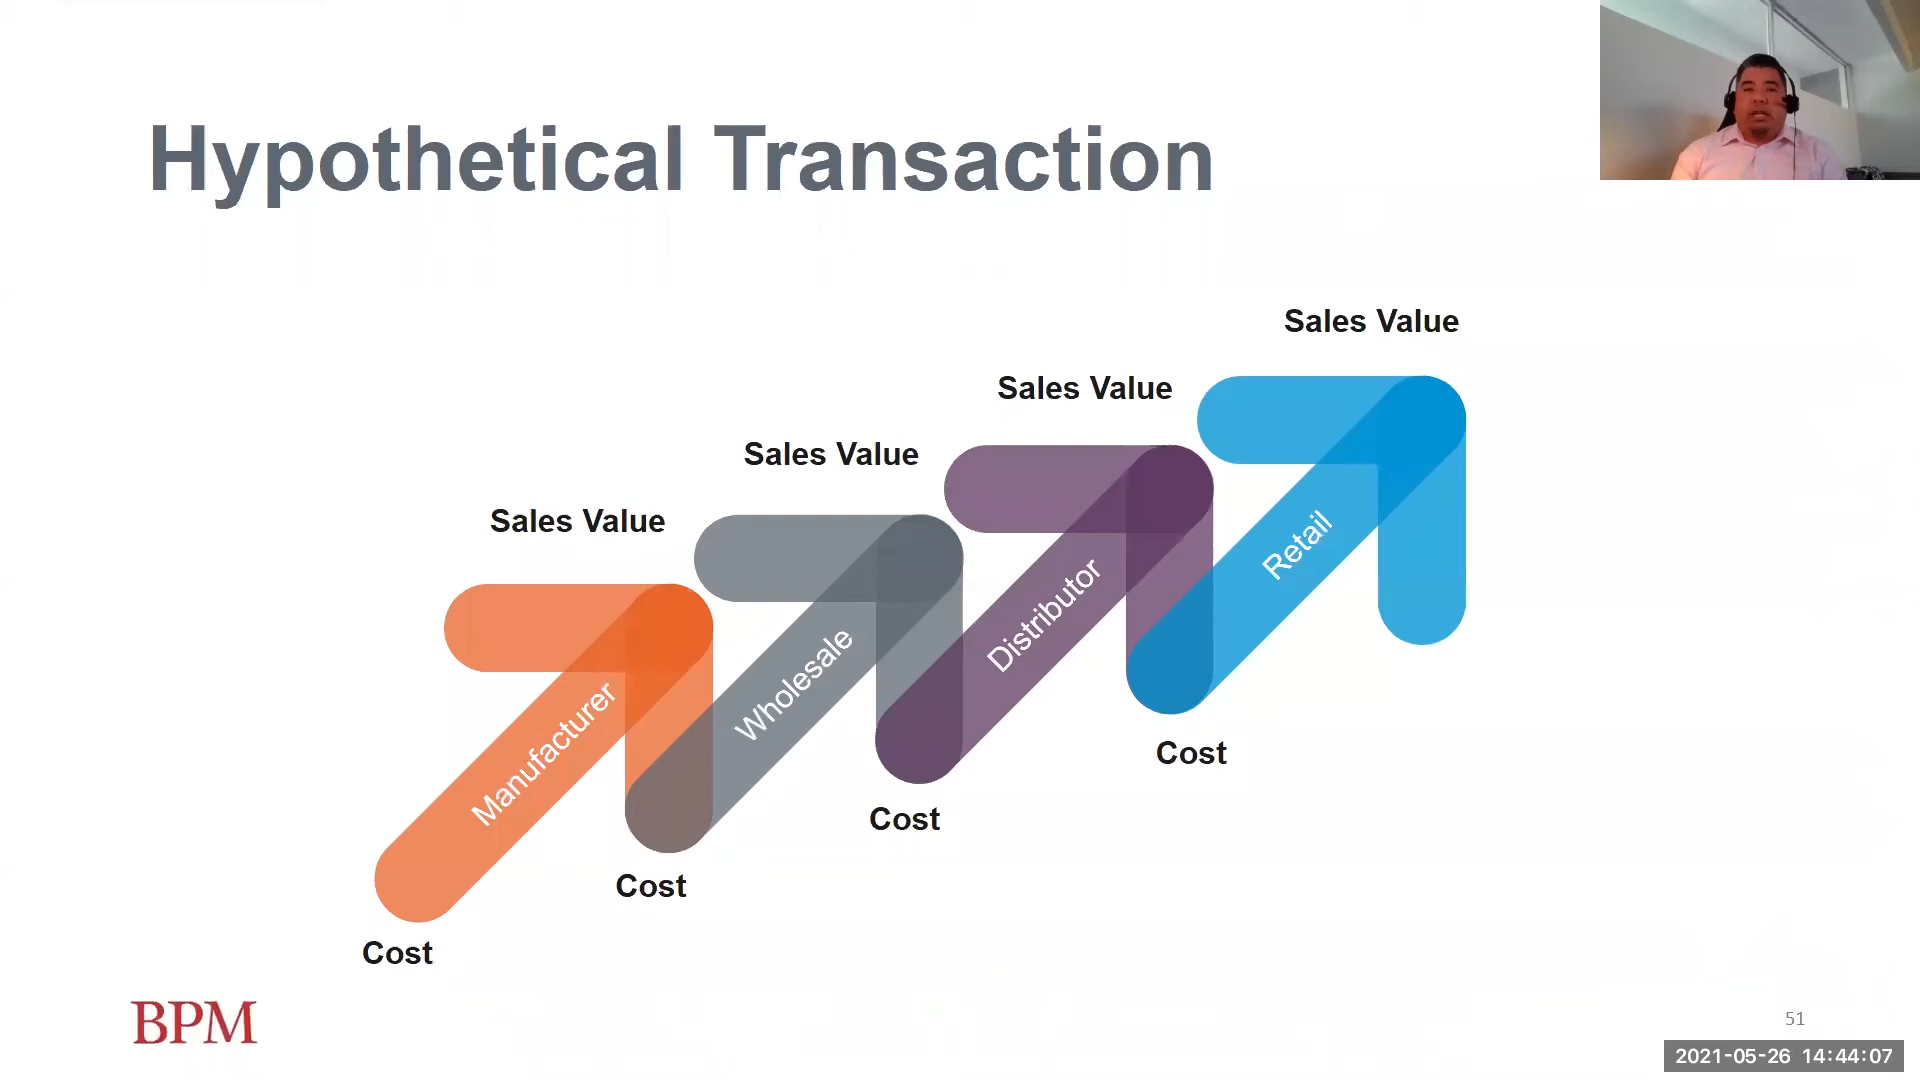 Hypothetical Transaction
Sales Value
Sales Value
Sales Value
Sales Value
Manufacturer
Wholesale
Distributor
Retail
Cost
Cost
Cost
Cost
BPM
51
2021-05-26 14:44:07